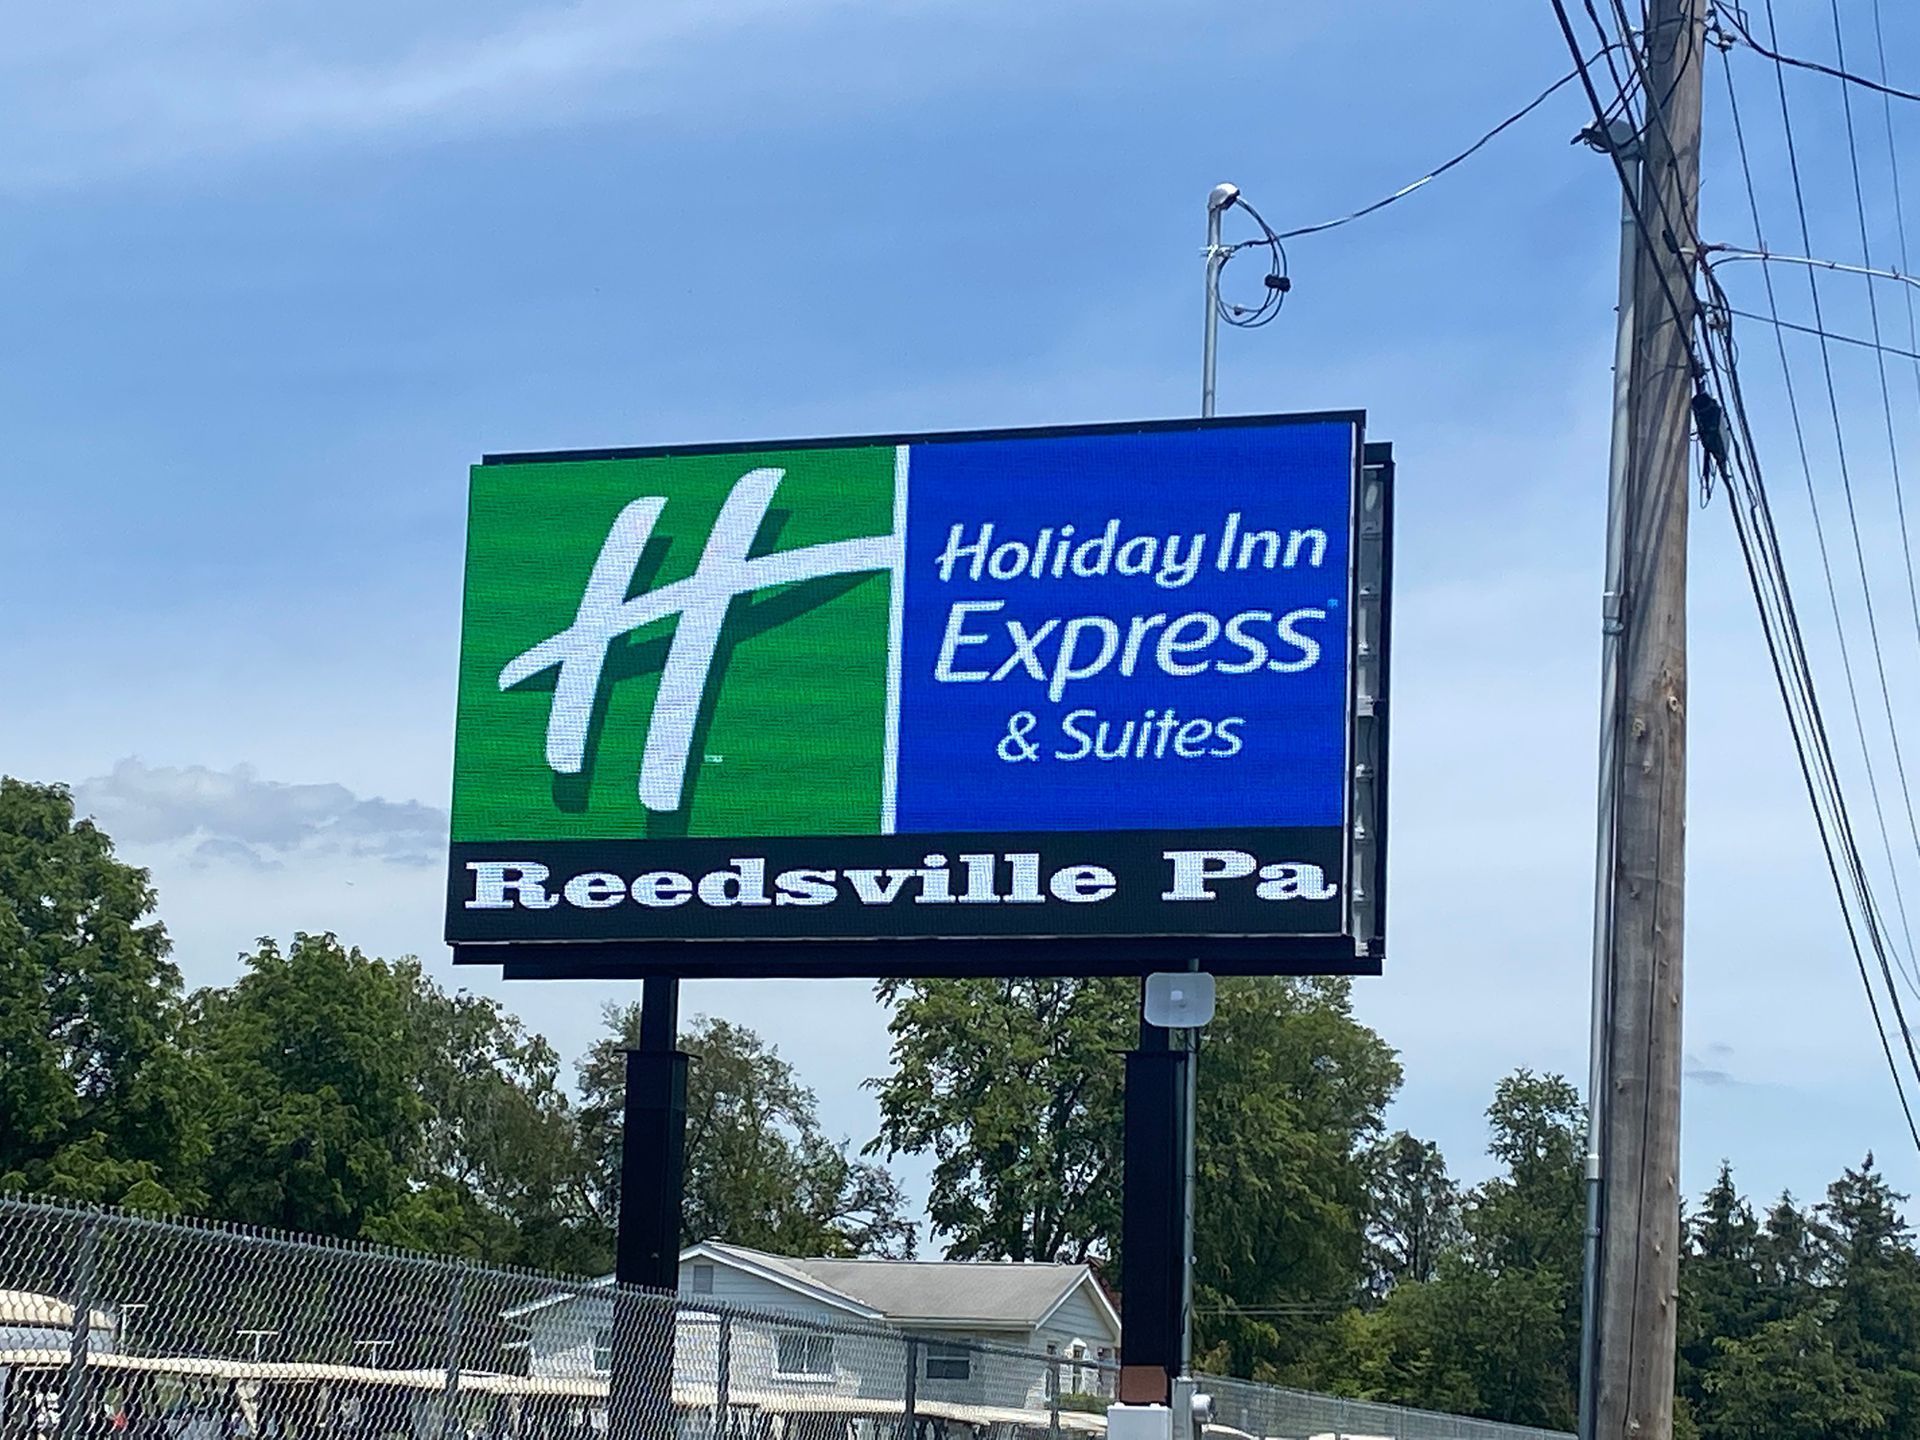 H
Holiday Inn
Express
& Suites
Reedsville Pa